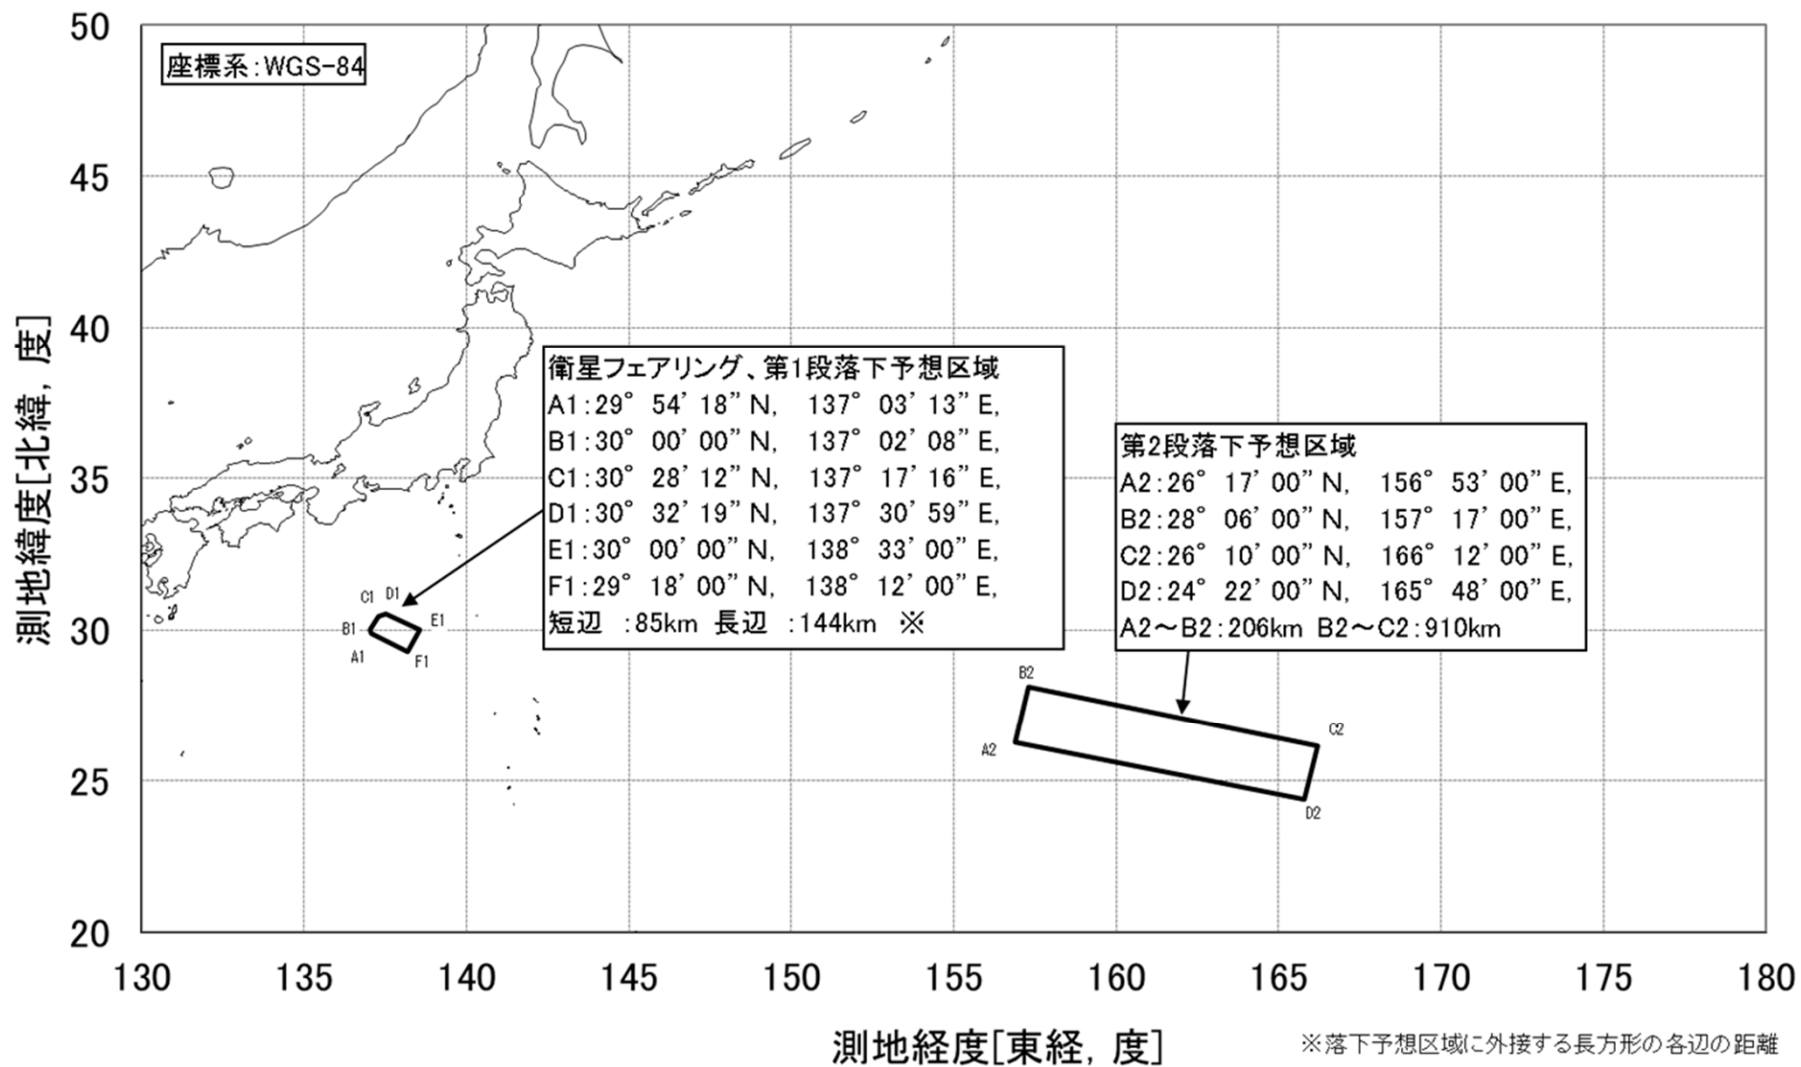 座標系:WGS-84
50
45
40
35
30
25
20
測地緯度[北緯, 度]
衛星フェアリング、第1段落下予想区域
A1:29° 54’ 18” N, 137° 03’ 13” E,
B1:30° 00’ 00” N, 137° 02’ 08” E,
C1:30° 28’ 12” N, 137° 17’ 16” E,
D1:30° 32’ 19” N, 137° 30’ 59” E,
E1:30° 00’ 00” N, 138° 33’ 00” E,
F1:29° 18’ 00” N, 138° 12’ 00” E,
短辺 :85km 長辺 :144km ※
第2段落下予想区域
A2:26° 17’ 00” N, 156° 53’ 00” E,
B2:28° 06’ 00” N, 157° 17’ 00” E,
C2:26° 10’ 00” N, 166° 12’ 00” E,
D2:24° 22’ 00” N, 165° 48’ 00” E,
A2~B2:206km B2~C2:910km
C1 D1
B1 E1
A1 F1
B2
C2
A2
D2
130 135 140 145 150 155 160 165 170 175 180
測地経度[東経, 度]
※落下予想区域に外接する長方形の各辺の距離